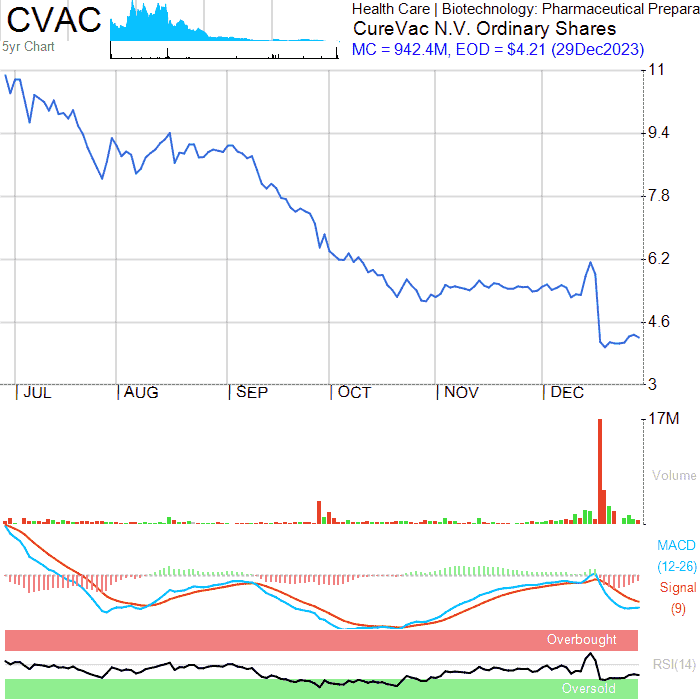 CVAC
5yr Chart
Health Care | Biotechnology: Pharmaceutical Prepara
CureVac N.V. Ordinary Shares
MC = 942.4M, EOD = $4.21 (29Dec2023)
11
9.4
7.8
6.2
4.6
3
| JUL | AUG | SEP | OCT | NOV | DEC
17M
Volume
MACD
(12-26)
Signal
(9)
Overbought
RSI(14)
Oversold